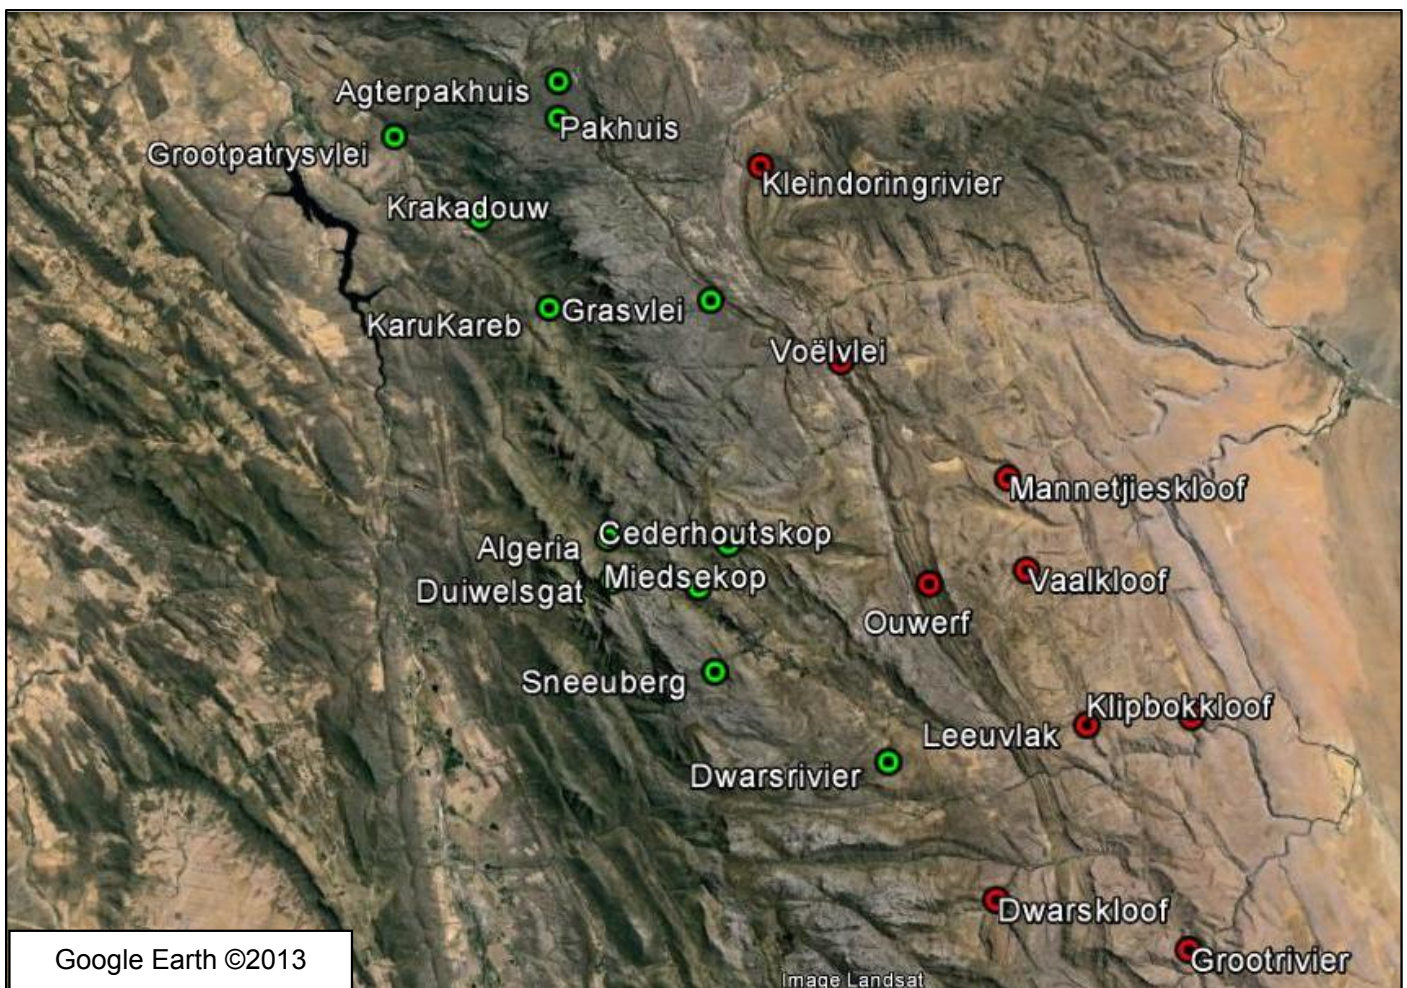 Agterpakhuis
Pakhuis
Grootpatrysvlei
Kleindoringrivier
Krakadouw
KaruKareb
Grasvlei
Voëlvlei
Mannetjieskloof
Cederhoutskop
Algeria
Miedsekop
Duiwelsgat
Vaalkloof
Ouwerf
Sneeuberg
Klipbokkloof
Leeuvlak
Dwarsrivier
Dwarskloof
Google Earth ©2013
Grootrivier
Image Landsat